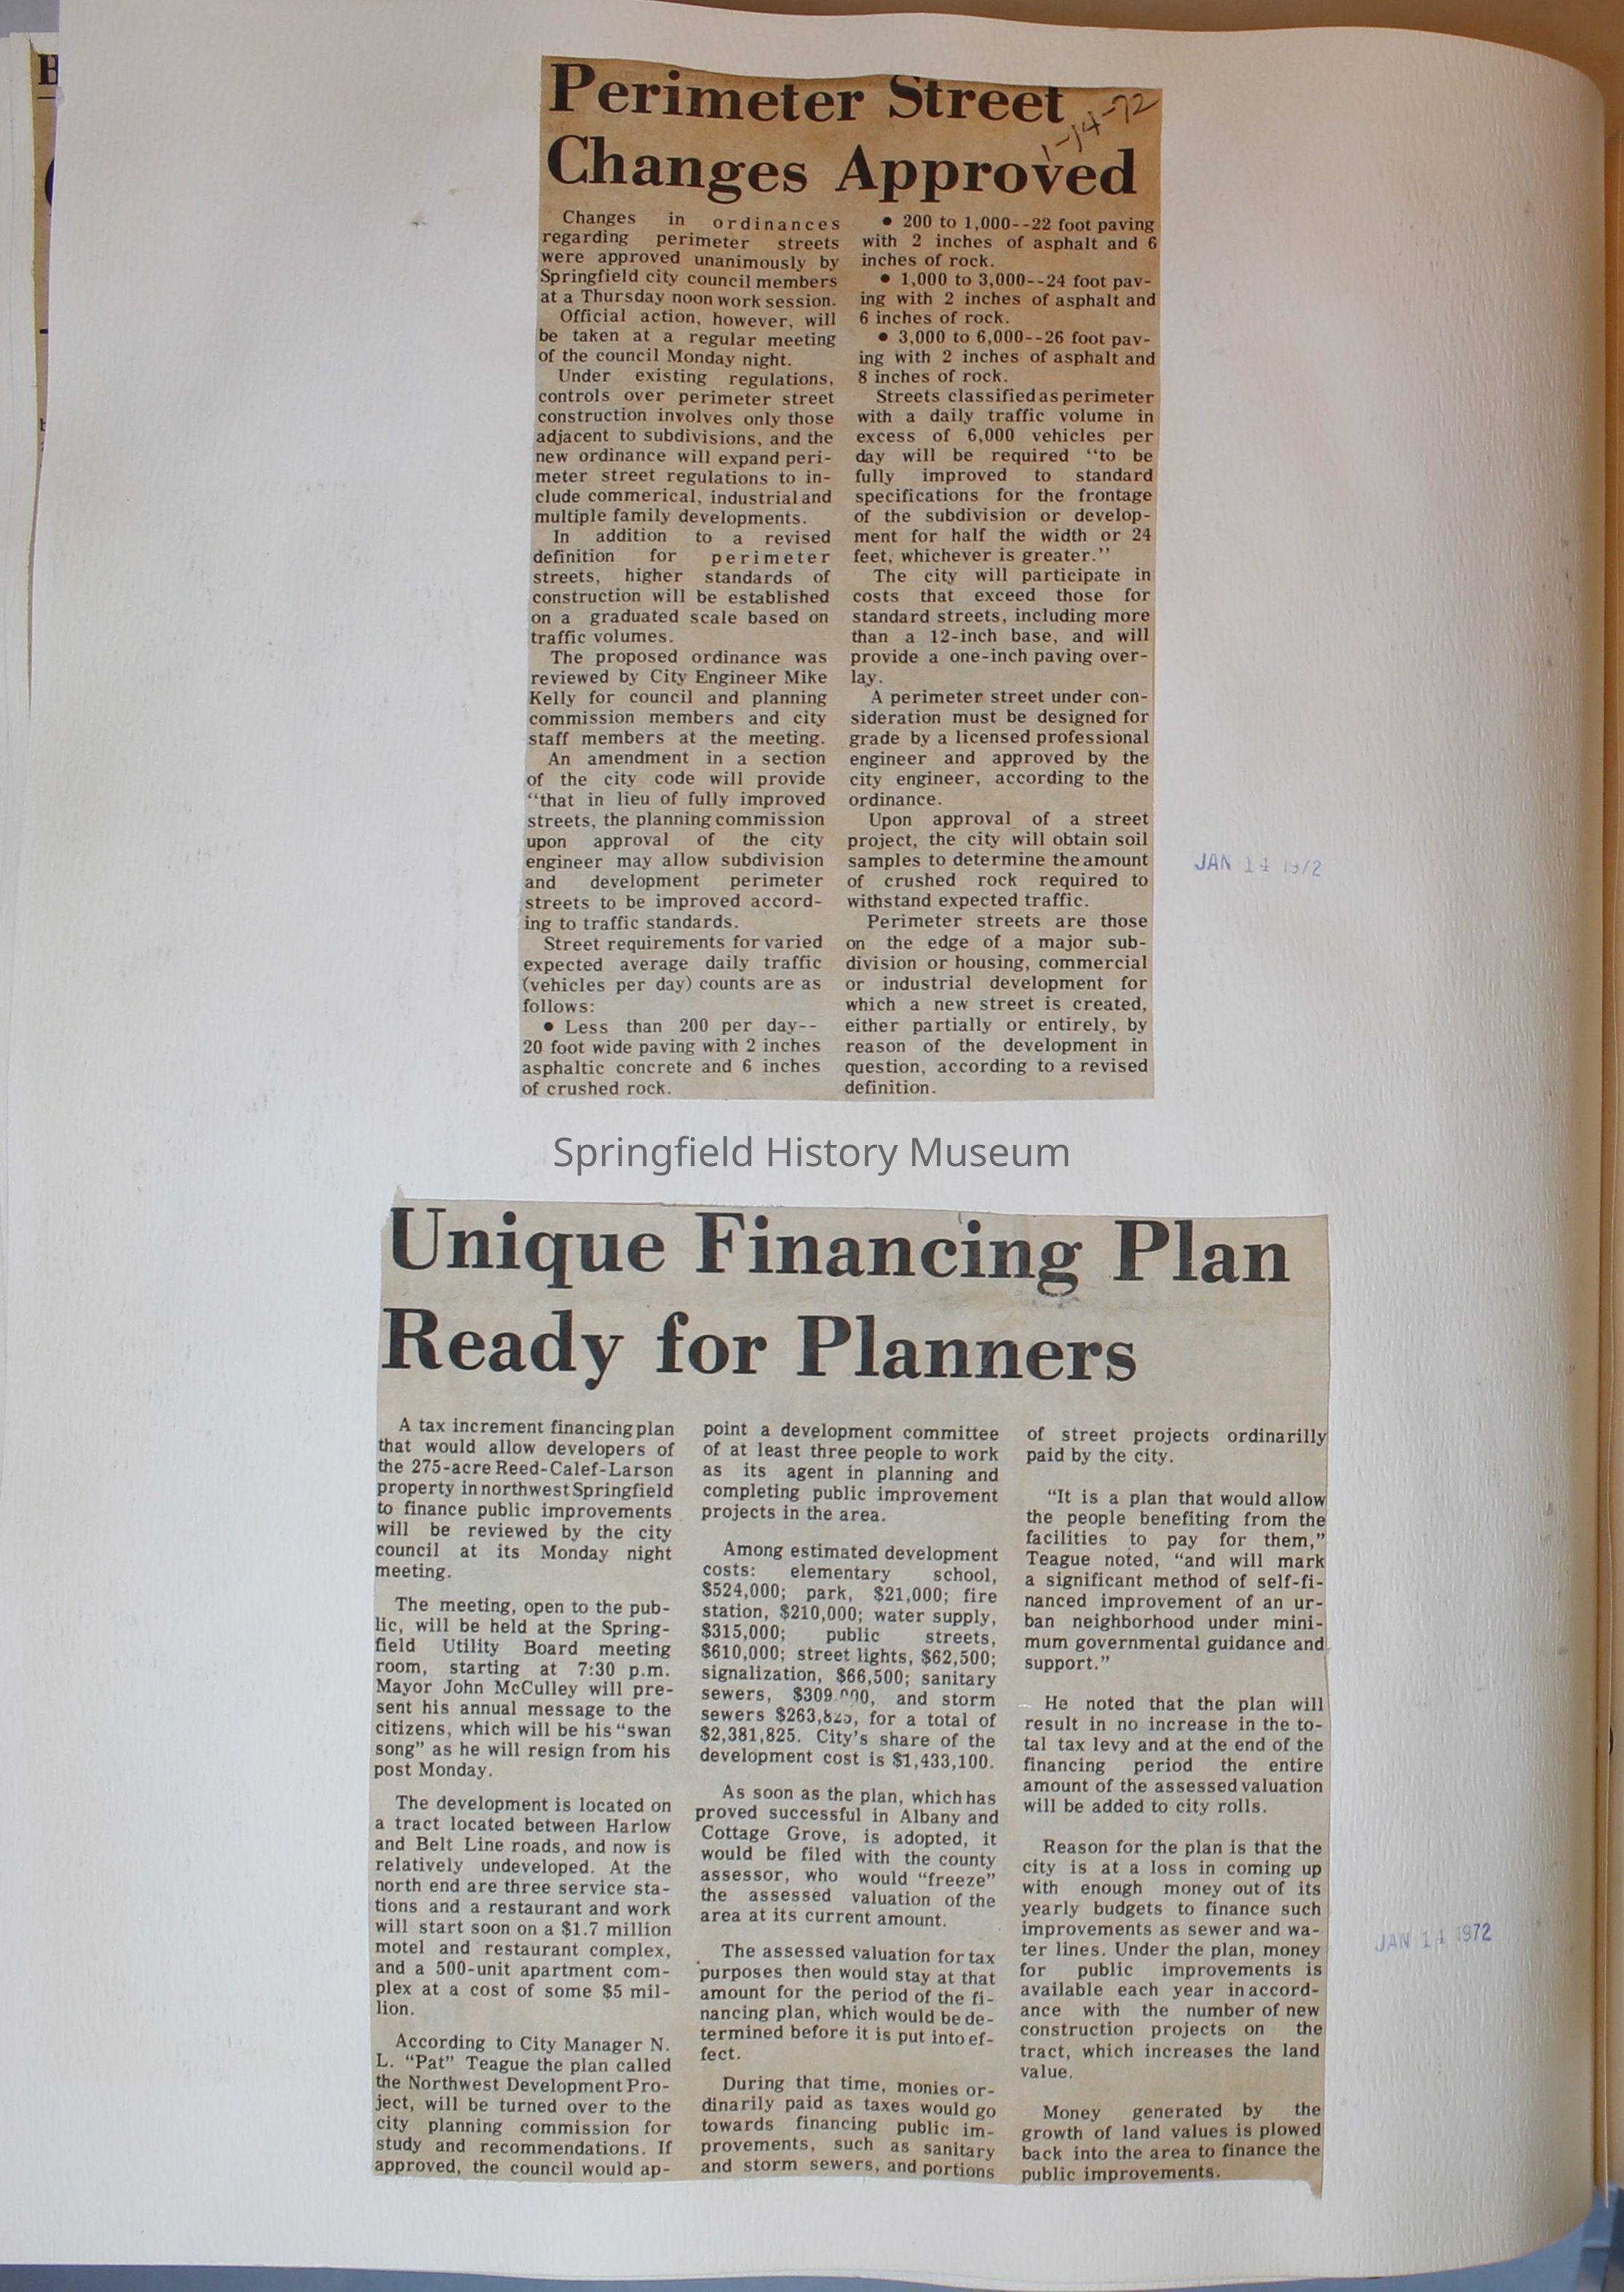 Perimeter Street
Changes Approved
1-14-72
Changes in ordinances
regarding perimeter streets
were approved unanimously by
Springfield city council members
at a Thursday noon work session.
Official action, however, will
be taken at a regular meeting
of the council Monday night.
Under existing regulations,
controls over perimeter street
construction involves only those
adjacent to subdivisions, and the
new ordinance will expand peri-
meter street regulations to in-
clude commerical, industrial and
multiple family developments.
In addition to a revised
definition for perimeter
streets, higher standards of
construction will be established
on a graduated scale based on
traffic volumes.
The proposed ordinance was
reviewed by City Engineer Mike
Kelly for council and planning
commission members and city
staff members at the meeting.
An amendment in a section
of the city code will provide
“that in lieu of fully improved
streets, the planning commission
upon approval of the city
engineer may allow subdivision
and development perimeter
streets to be improved accord-
ing to traffic standards.
Street requirements for varied
expected average daily traffic
(vehicles per day) counts are as
follows:
• Less than 200 per day--
20 foot wide paving with 2 inches
asphaltic concrete and 6 inches
of crushed rock.
• 200 to 1,000--22 foot paving
with 2 inches of asphalt and 6
inches of rock.
• 1,000 to 3,000--24 foot pav-
ing with 2 inches of asphalt and
6 inches of rock.
• 3,000 to 6,000--26 foot pav-
ing with 2 inches of asphalt and
8 inches of rock.
Streets classified as perimeter
with a daily traffic volume in
excess of 6,000 vehicles per
day will be required “to be
fully improved to standard
specifications for the frontage
of the subdivision or develop-
ment for half the width or 24
feet, whichever is greater.”
The city will participate in
costs that exceed those for
standard streets, including more
than a 12-inch base, and will
provide a one-inch paving over-
lay.
A perimeter street under con-
sideration must be designed for
grade by a licensed professional
engineer and approved by the
city engineer, according to the
ordinance.
Upon approval of a street
project, the city will obtain soil
samples to determine the amount
of crushed rock required to
withstand expected traffic.
Perimeter streets are those
on the edge of a major sub-
division or housing, commercial
or industrial development for
which a new street is created,
either partially or entirely, by
reason of the development in
question, according to a revised
definition.
JAN 14 1972
Springfield History Museum
Unique Financing Plan
Ready for Planners
A tax increment financing plan
that would allow developers of
the 275-acre Reed-Calef-Larson
property in northwest Springfield
to finance public improvements
will be reviewed by the city
council at its Monday night
meeting.
The meeting, open to the pub-
lic, will be held at the Spring-
field Utility Board meeting
room, starting at 7:30 p.m.
Mayor John McCulley will pre-
sent his annual message to the
citizens, which will be his “swan
song” as he will resign from his
post Monday.
The development is located on
a tract located between Harlow
and Belt Line roads, and now is
relatively undeveloped. At the
north end are three service sta-
tions and a restaurant and work
will start soon on a $1.7 million
motel and restaurant complex,
and a 500-unit apartment com-
plex at a cost of some $5 mil-
lion.
According to City Manager N.
L. “Pat” Teague the plan called
the Northwest Development Pro-
ject, will be turned over to the
city planning commission for
study and recommendations. If
approved, the council would ap-
point a development committee
of at least three people to work
as its agent in planning and
completing public improvement
projects in the area.
Among estimated development
costs: elementary school,
$524,000; park, $21,000; fire
station, $210,000; water supply,
$315,000; public streets,
$610,000; street lights, $62,500;
signalization, $66,500; sanitary
sewers, $309,000, and storm
sewers $263,825, for a total of
$2,381,825. City's share of the
development cost is $1,433,100.
As soon as the plan, which has
proved successful in Albany and
Cottage Grove, is adopted, it
would be filed with the county
assessor, who would “freeze”
the assessed valuation of the
area at its current amount.
The assessed valuation for tax
purposes then would stay at that
amount for the period of the fi-
nancing plan, which would be de-
termined before it is put into ef-
fect.
During that time, monies or-
dinarily paid as taxes would go
towards financing public im-
provements, such as sanitary
and storm sewers, and portions
of street projects ordinarilly
paid by the city.
“It is a plan that would allow
the people benefiting from the
facilities to pay for them,”
Teague noted, “and will mark
a significant method of self-fi-
nanced improvement of an ur-
ban neighborhood under mini-
mum governmental guidance and
support.”
He noted that the plan will
result in no increase in the to-
tal tax levy and at the end of the
financing period the entire
amount of the assessed valuation
will be added to city rolls.
Reason for the plan is that the
city is at a loss in coming up
with enough money out of its
yearly budgets to finance such
improvements as sewer and wa-
ter lines. Under the plan, money
for public improvements is
available each year in accord-
ance with the number of new
construction projects on the
tract, which increases the land
value.
Money generated by the
growth of land values is plowed
back into the area to finance the
public improvements.
JAN 14 1972